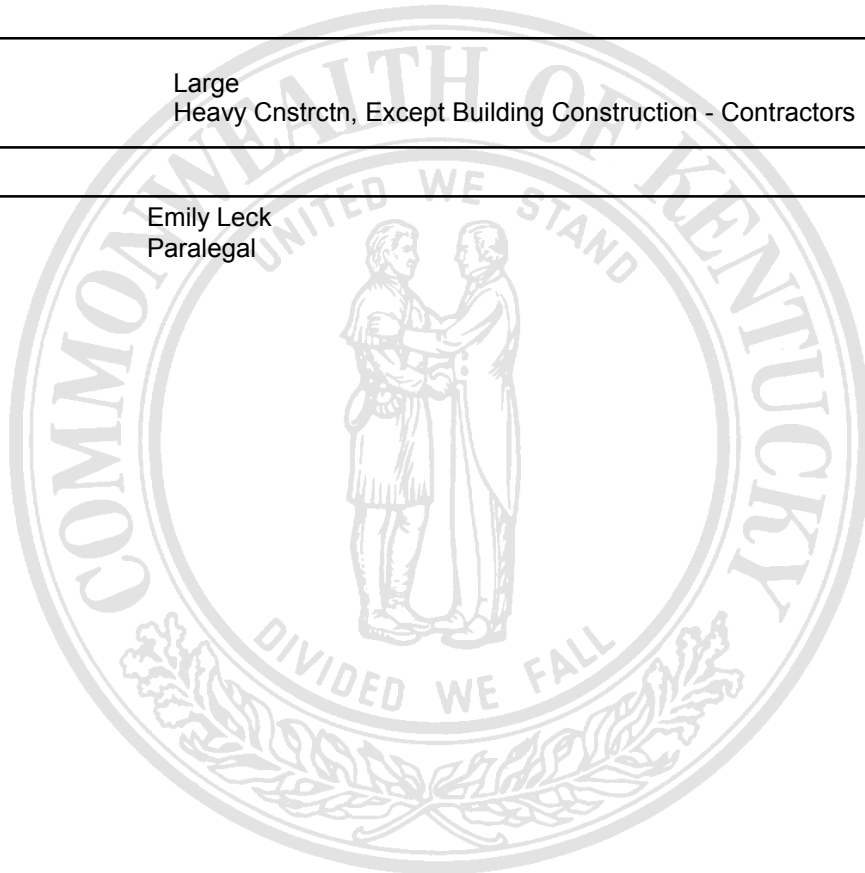 Large
Heavy Cnstrctn, Except Building Construction - Contractors
Emily Leck
Paralegal
COMMONWEALTH OF KENTUCKY
UNITED WE STAND
DIVIDED WE FALL